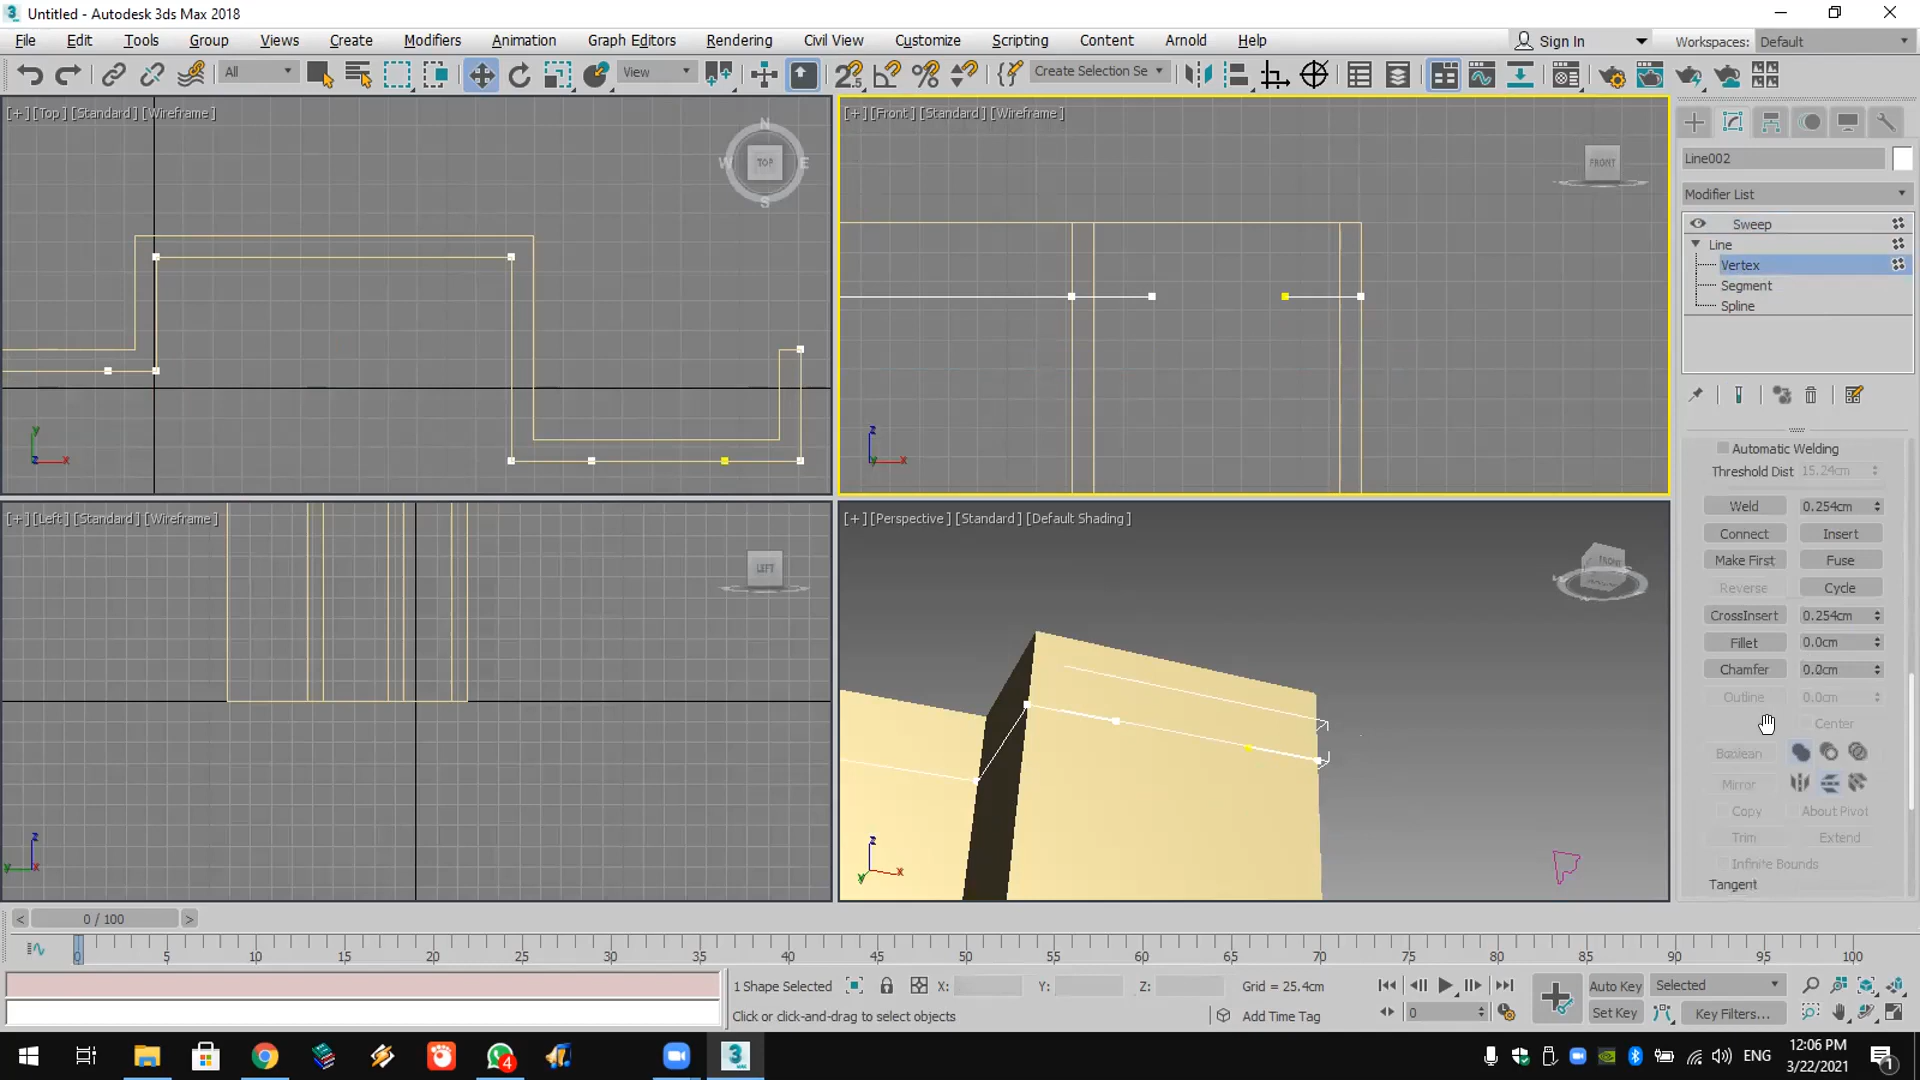 Untitled - Autodesk 3ds Max 2018
File Edit Tools Group Views Create Modifiers Animation Graph Editors Rendering Civil View Customize Scripting Content Arnold Help Sign In Workspaces: Default
All View Create Selection Se
[+] [Top] [Standard] [Wireframe]
N
W TOP E
S
y
z x
[+] [Front] [Standard] [Wireframe]
FRONT
z
y x
[+] [Left] [Standard] [Wireframe]
LEFT
z
y x
[+] [Perspective] [Standard] [Default Shading]
FRONT
z
y x
Line002
Modifier List
Sweep
Line
Vertex
Segment
Spline
Automatic Welding
Threshold Dist 15.24cm
Weld 0.254cm
Connect Insert
Make First Fuse
Reverse Cycle
CrossInsert 0.254cm
Fillet 0.0cm
Chamfer 0.0cm
Outline 0.0cm
Center
Boolean
Mirror
Copy About Pivot
Trim Extend
Infinite Bounds
Tangent
< 0 / 100 >
0 5 10 15 20 25 30 35 40 45 50 55 60 65 70 75 80 85 90 95 100
1 Shape Selected X: Y: Z: Grid = 25.4cm Auto Key Selected
Click or click-and-drag to select objects Add Time Tag 0 Set Key Key Filters...
4 3 ENG 12:06 PM
3/22/2021 1